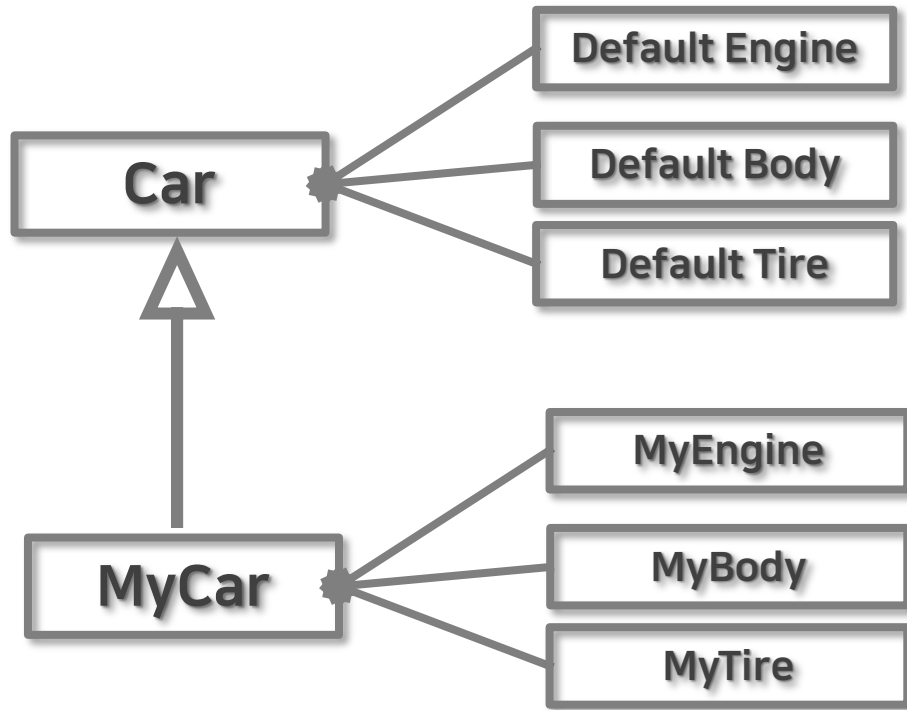 Default Engine
Default Body
Car
Default Tire
MyEngine
MyBody
MyCar
MyTire